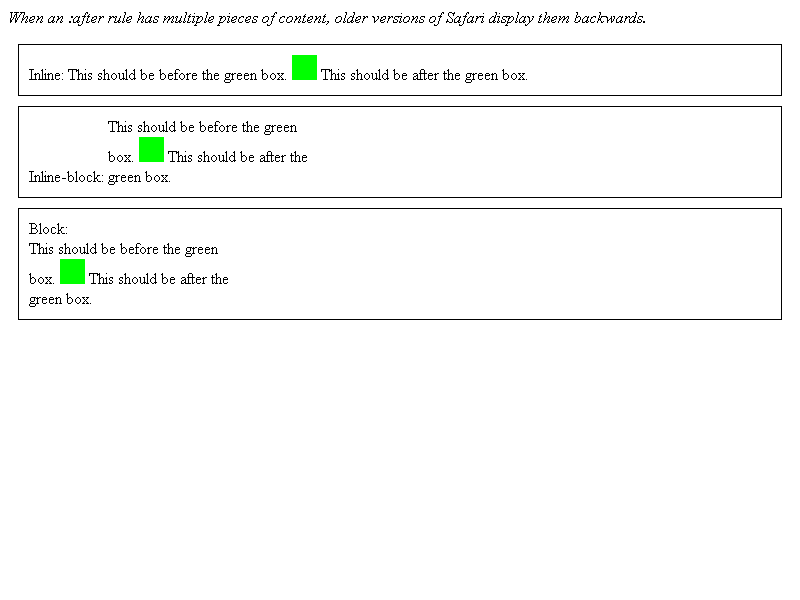 When an :after rule has multiple pieces of content, older versions of Safari display them backwards.
Inline: This should be before the green box. This should be after the green box.
This should be before the green
box. This should be after the
Inline-block: green box.
Block:
This should be before the green
box. This should be after the
green box.